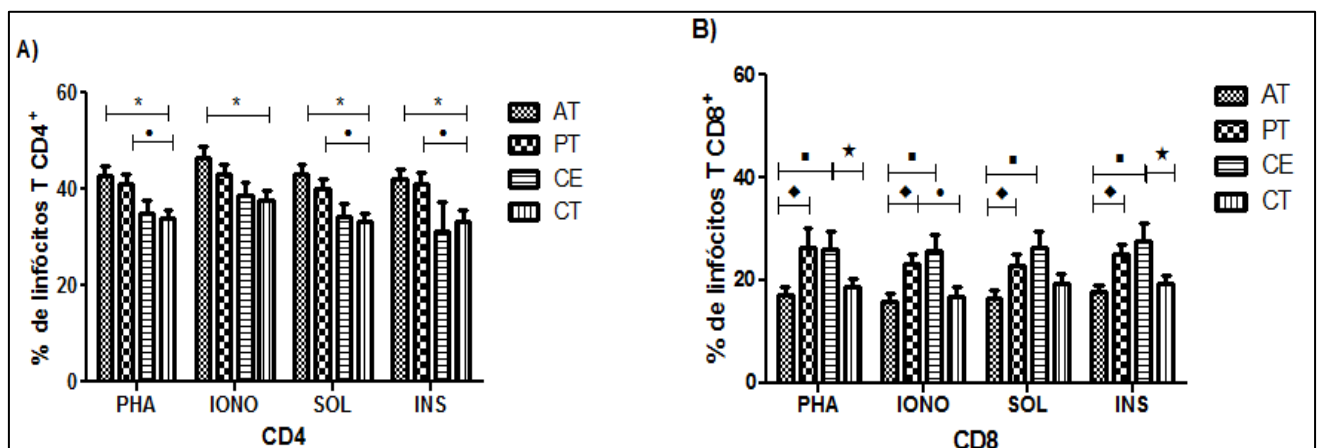 A)
% de linfócitos T CD4+
60
40
20
0
* * * *
• • •
PHA IONO SOL INS
CD4
AT
PT
CE
CT
B)
% de linfócitos T CD8+
60
40
20
0
■ ★ ■ ■ ■ ★
◆ ◆ • ◆ ◆
PHA IONO SOL INS
CD8
AT
PT
CE
CT